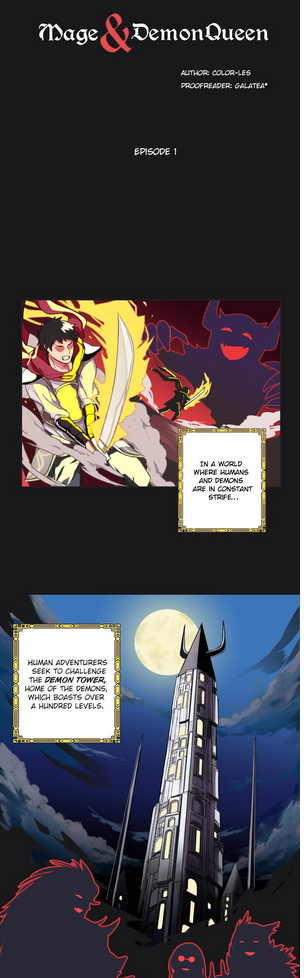 Mage & DemonQueen
AUTHOR: COLOR-LES
PROOFREADER: GALATEA*
EPISODE 1
IN A WORLD
WHERE HUMANS
AND DEMONS
ARE IN CONSTANT
STRIFE...
HUMAN ADVENTURERS
SEEK TO CHALLENGE
THE DEMON TOWER,
HOME OF THE DEMONS,
WHICH BOASTS OVER
A HUNDRED LEVELS.